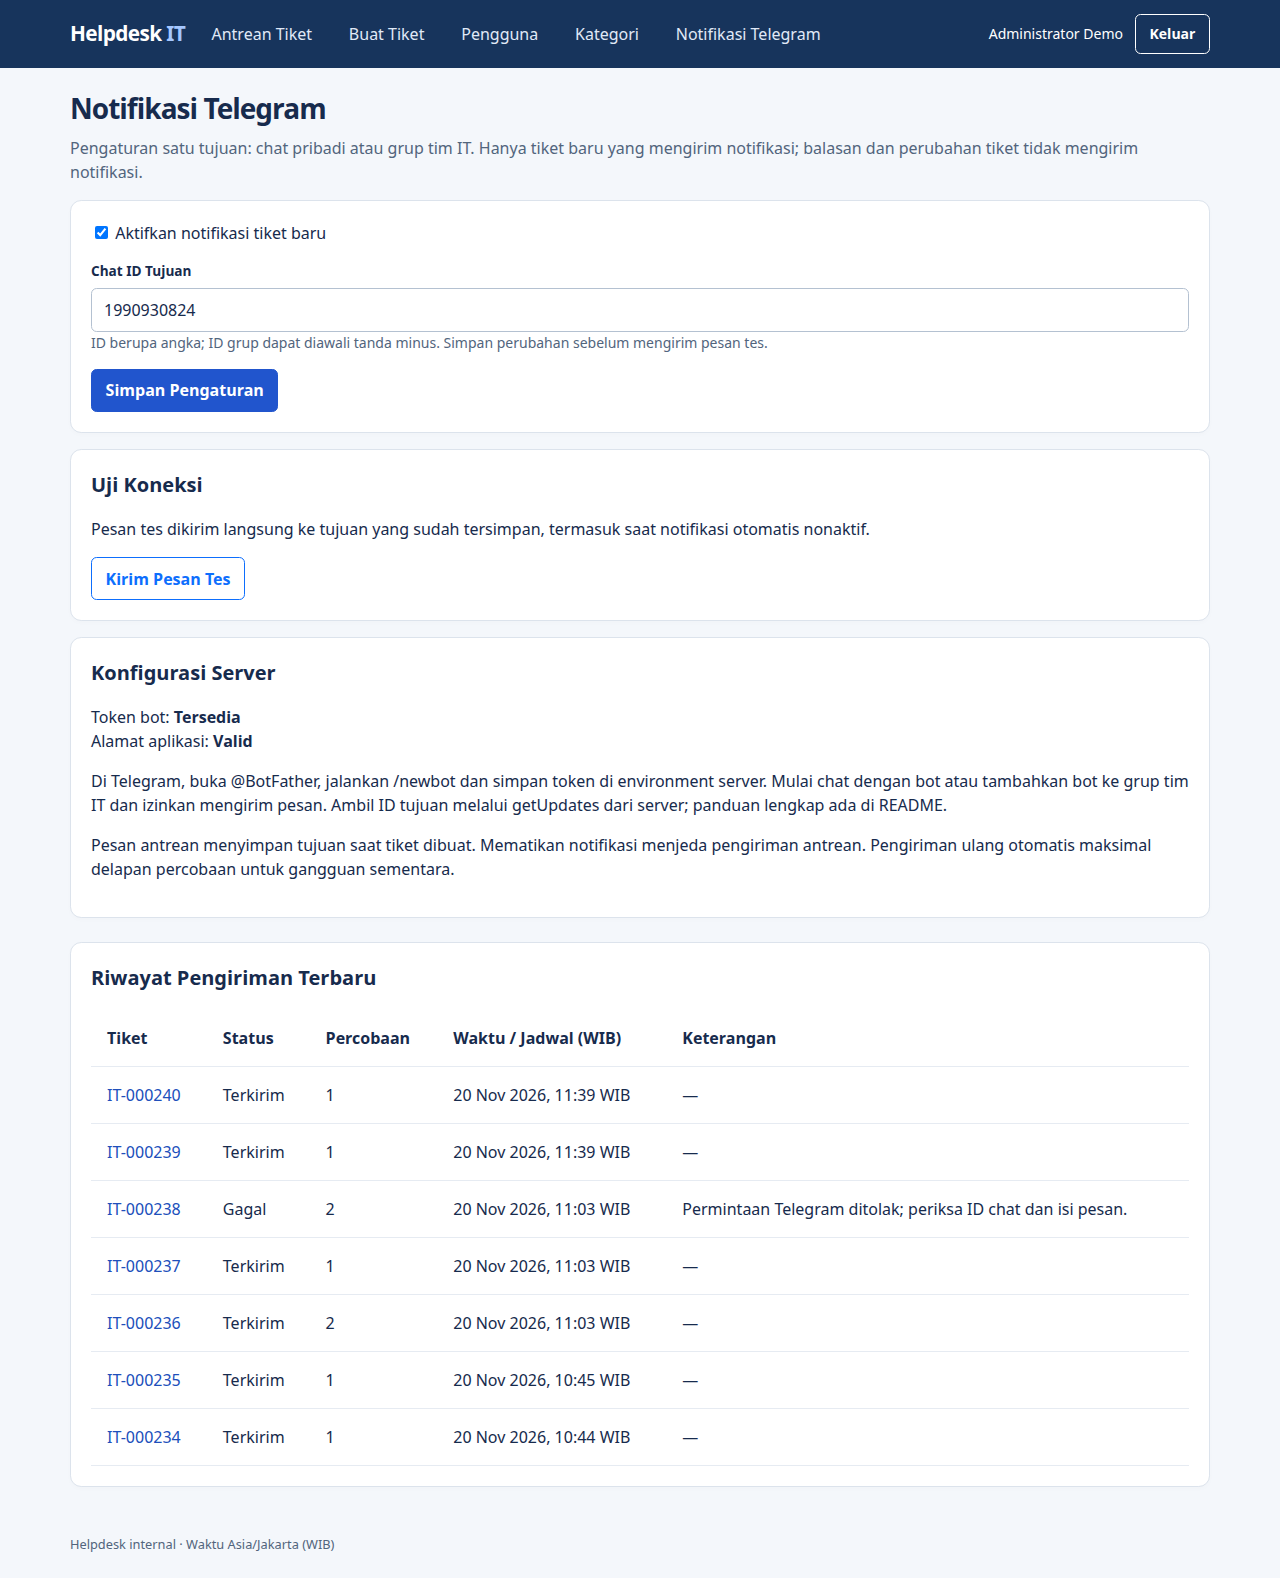 Helpdesk IT Antrean Tiket Buat Tiket Pengguna Kategori Notifikasi Telegram Administrator Demo Keluar
Notifikasi Telegram
Pengaturan satu tujuan: chat pribadi atau grup tim IT. Hanya tiket baru yang mengirim notifikasi; balasan dan perubahan tiket tidak mengirim
notifikasi.
Aktifkan notifikasi tiket baru
Chat ID Tujuan
1990930824
ID berupa angka; ID grup dapat diawali tanda minus. Simpan perubahan sebelum mengirim pesan tes.
Simpan Pengaturan
Uji Koneksi
Pesan tes dikirim langsung ke tujuan yang sudah tersimpan, termasuk saat notifikasi otomatis nonaktif.
Kirim Pesan Tes
Konfigurasi Server
Token bot: Tersedia
Alamat aplikasi: Valid
Di Telegram, buka @BotFather, jalankan /newbot dan simpan token di environment server. Mulai chat dengan bot atau tambahkan bot ke grup tim
IT dan izinkan mengirim pesan. Ambil ID tujuan melalui getUpdates dari server; panduan lengkap ada di README.
Pesan antrean menyimpan tujuan saat tiket dibuat. Mematikan notifikasi menjeda pengiriman antrean. Pengiriman ulang otomatis maksimal
delapan percobaan untuk gangguan sementara.
Riwayat Pengiriman Terbaru
Tiket Status Percobaan Waktu / Jadwal (WIB) Keterangan
IT-000240 Terkirim 1 20 Nov 2026, 11:39 WIB —
IT-000239 Terkirim 1 20 Nov 2026, 11:39 WIB —
IT-000238 Gagal 2 20 Nov 2026, 11:03 WIB Permintaan Telegram ditolak; periksa ID chat dan isi pesan.
IT-000237 Terkirim 1 20 Nov 2026, 11:03 WIB —
IT-000236 Terkirim 2 20 Nov 2026, 11:03 WIB —
IT-000235 Terkirim 1 20 Nov 2026, 10:45 WIB —
IT-000234 Terkirim 1 20 Nov 2026, 10:44 WIB —
Helpdesk internal · Waktu Asia/Jakarta (WIB)